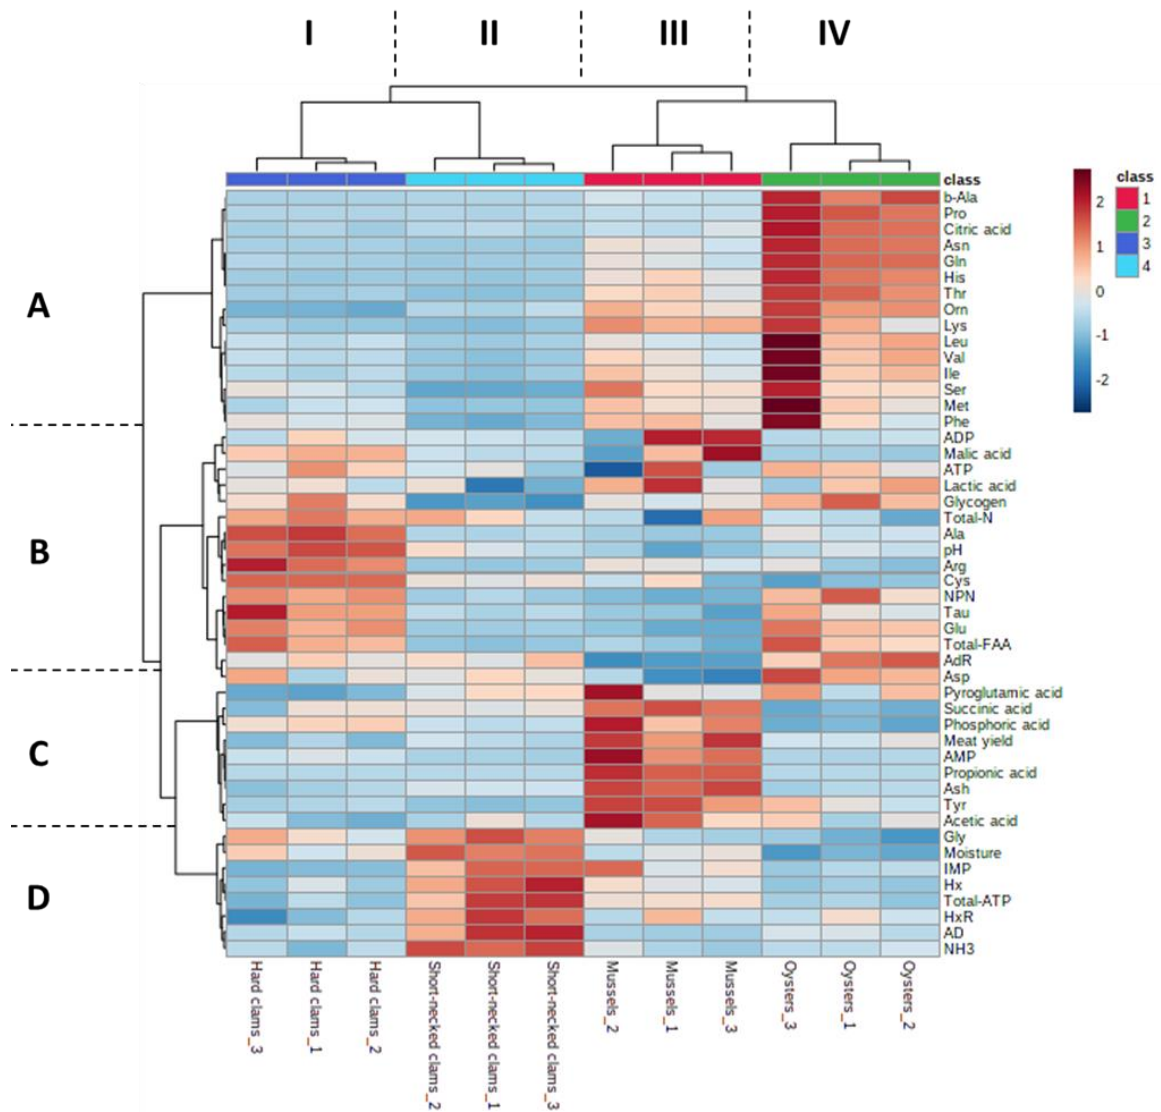 I II III IV
class
b-Ala
Pro
Citric acid
Asn
Gln
His
Thr
Orn
Lys
Leu
Val
Ile
Ser
Met
Phe
ADP
Malic acid
ATP
Lactic acid
Glycogen
Total-N
Ala
pH
Arg
Cys
NPN
Tau
Glu
Total-FAA
AdR
Asp
Pyroglutamic acid
Succinic acid
Phosphoric acid
Meat yield
AMP
Propionic acid
Ash
Tyr
Acetic acid
Gly
Moisture
IMP
Hx
Total-ATP
HxR
AD
NH3
A
B
C
D
2
1
0
-1
-2
class
1
2
3
4
Hard clams_3
Hard clams_1
Hard clams_2
Short-necked clams_2
Short-necked clams_1
Short-necked clams_3
Mussels_2
Mussels_1
Mussels_3
Oysters_3
Oysters_1
Oysters_2